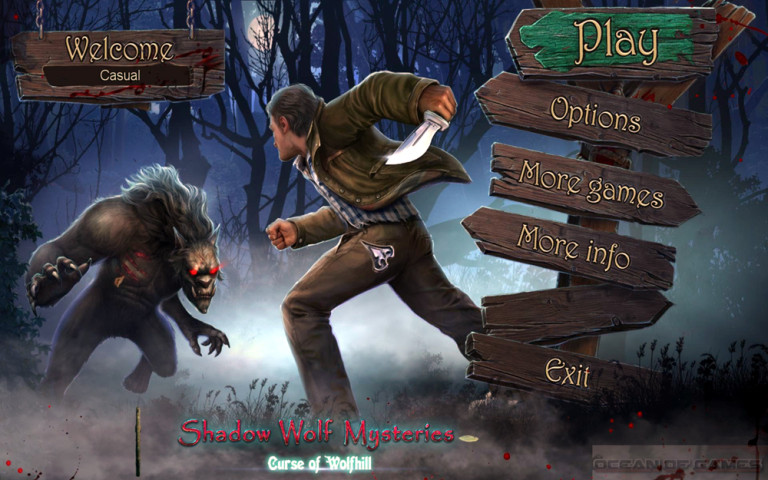 Welcome
Casual
Play
Options
More games
More info
Exit
Shadow Wolf Mysteries
Curse of Wolfhill
OCEAN OF GAMES